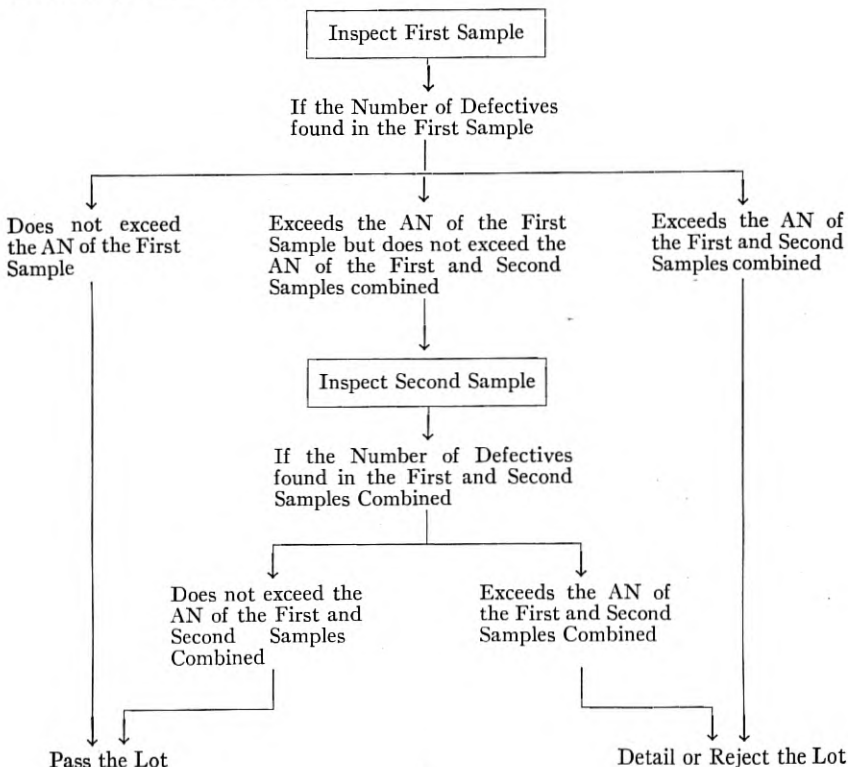 Inspect First Sample
If the Number of Defectives
found in the First Sample
Does not exceed
the AN of the First
Sample
Exceeds the AN of the First
Sample but does not exceed the
AN of the First and Second
Samples combined
Exceeds the AN of
the First and Second
Samples combined
Inspect Second Sample
If the Number of Defectives
found in the First and Second
Samples Combined
Does not exceed the
AN of the First and
Second Samples
Combined
Exceeds the AN of
the First and Second
Samples Combined
Pass the Lot
Detail or Reject the Lot